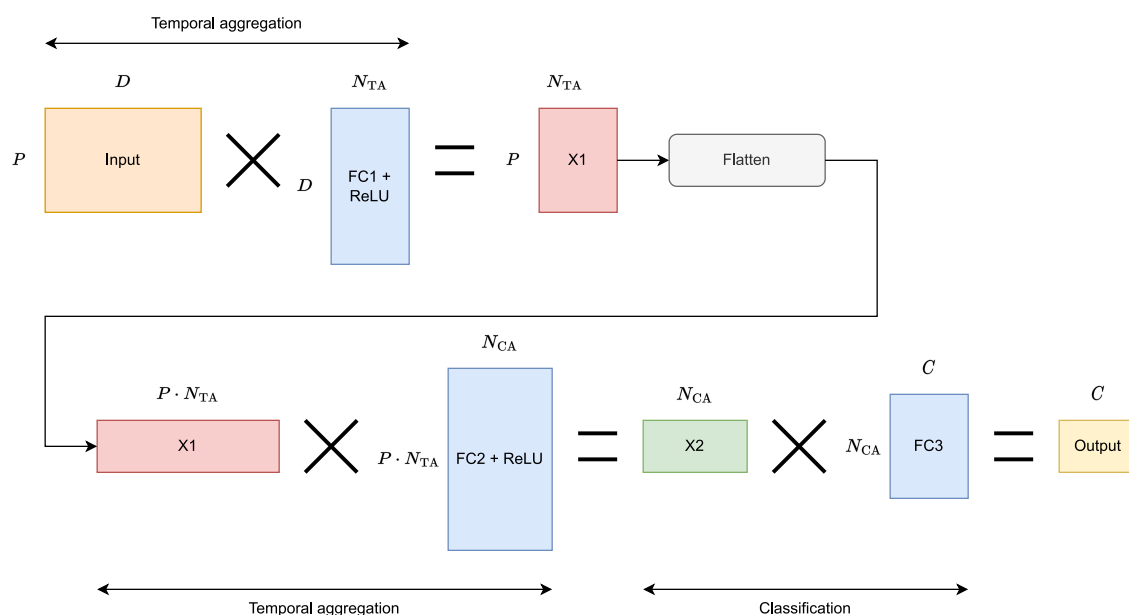 Temporal aggregation
D
N_TA
N_TA
P
Input
D
FC1 +
ReLU
P
X1
Flatten
N_CA
P · N_TA
N_CA
C
C
X1
P · N_TA
FC2 + ReLU
X2
N_CA
FC3
Output
Temporal aggregation
Classification